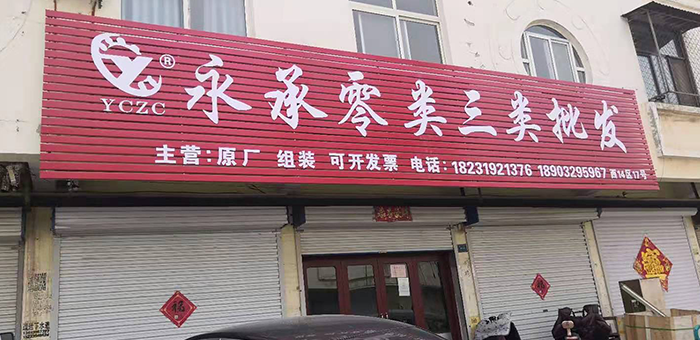 永承零类三类批发
YCZC
®
主营:原厂 组装 可开发票 电话:18231921376 18903295967 西14区17号
福